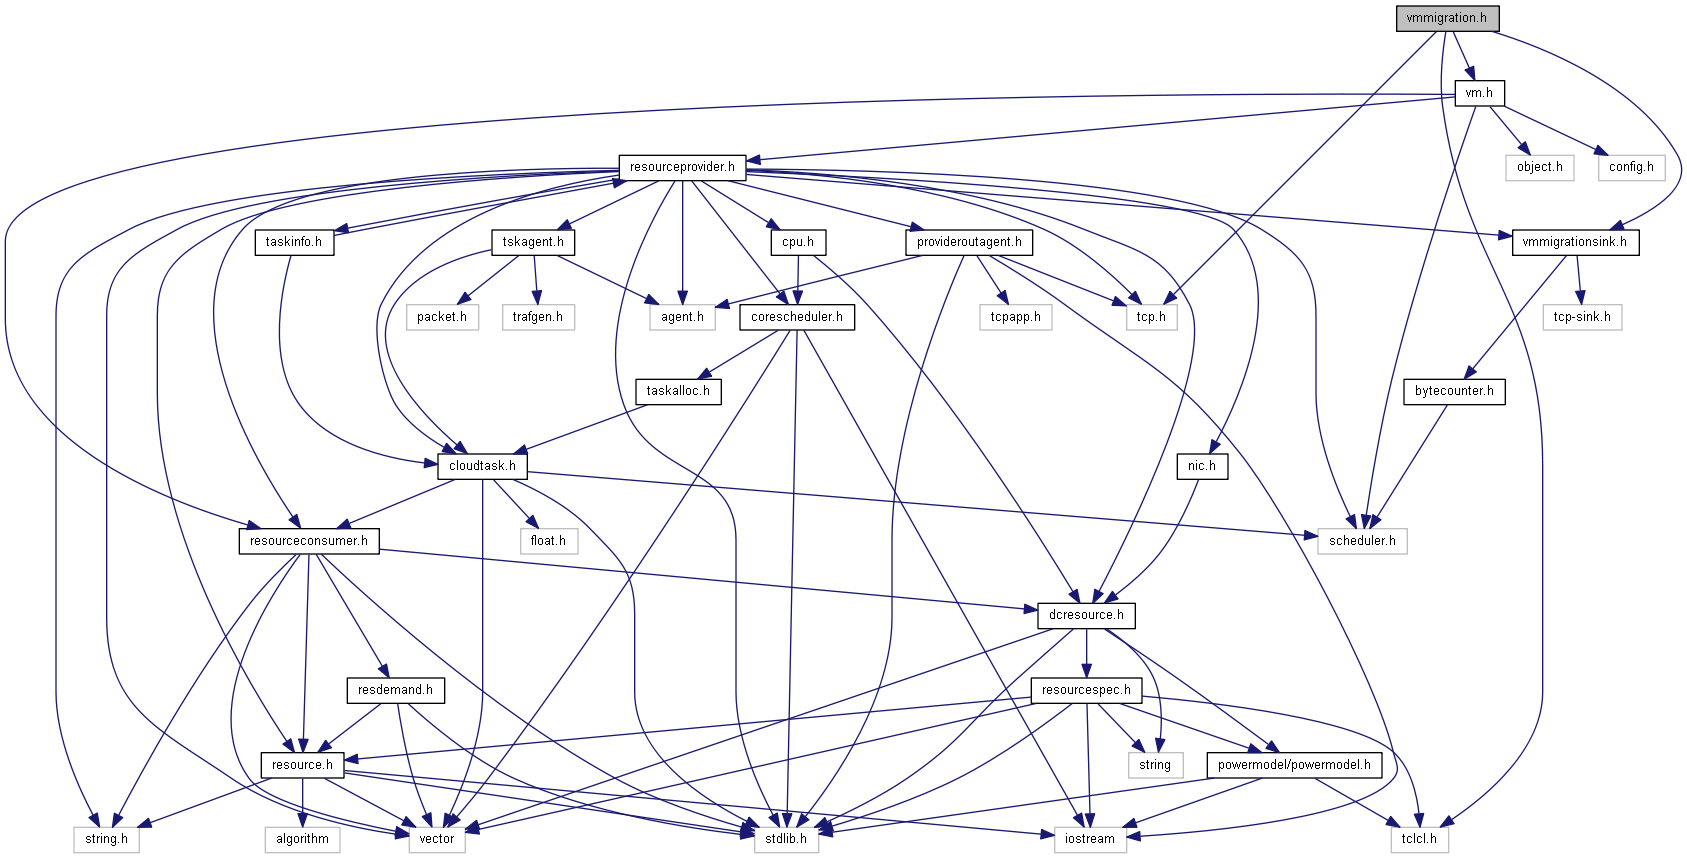 vmmigration.h
vm.h
resourceprovider.h
object.h
config.h
taskinfo.h
tskagent.h
cpu.h
provideroutagent.h
vmmigrationsink.h
packet.h
trafgen.h
agent.h
corescheduler.h
tcpapp.h
tcp.h
tcp-sink.h
taskalloc.h
bytecounter.h
cloudtask.h
nic.h
resourceconsumer.h
float.h
scheduler.h
dcresource.h
resdemand.h
resourcespec.h
resource.h
string
powermodel/powermodel.h
string.h
algorithm
vector
stdlib.h
iostream
tclcl.h